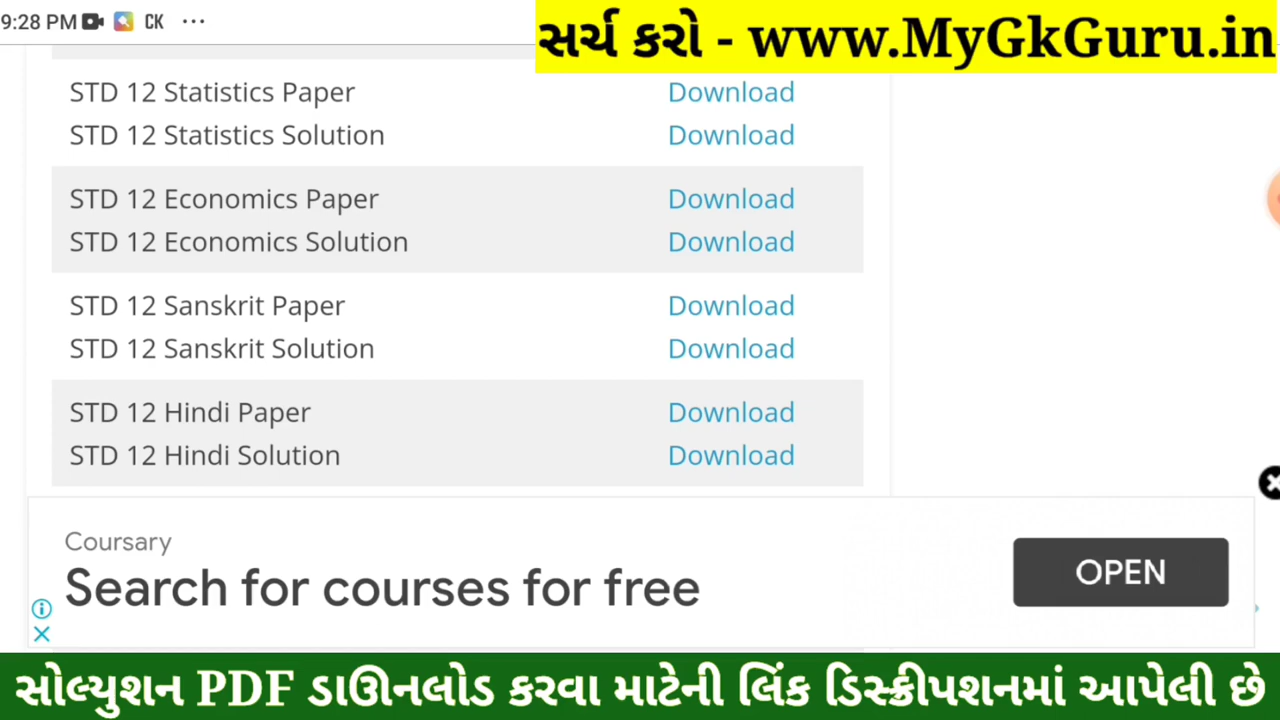 9:28 PM CK ...
સર્ચ કરો - www.MyGkGuru.in
STD 12 Statistics Paper Download
STD 12 Statistics Solution Download
STD 12 Economics Paper Download
STD 12 Economics Solution Download
STD 12 Sanskrit Paper Download
STD 12 Sanskrit Solution Download
STD 12 Hindi Paper Download
STD 12 Hindi Solution Download
Coursary
Search for courses for free
OPEN
સોલ્યુશન PDF ડાઊનલોડ કરવા માટેની લિંક ડિસ્ક્રીપશનમાં આપેલી છે